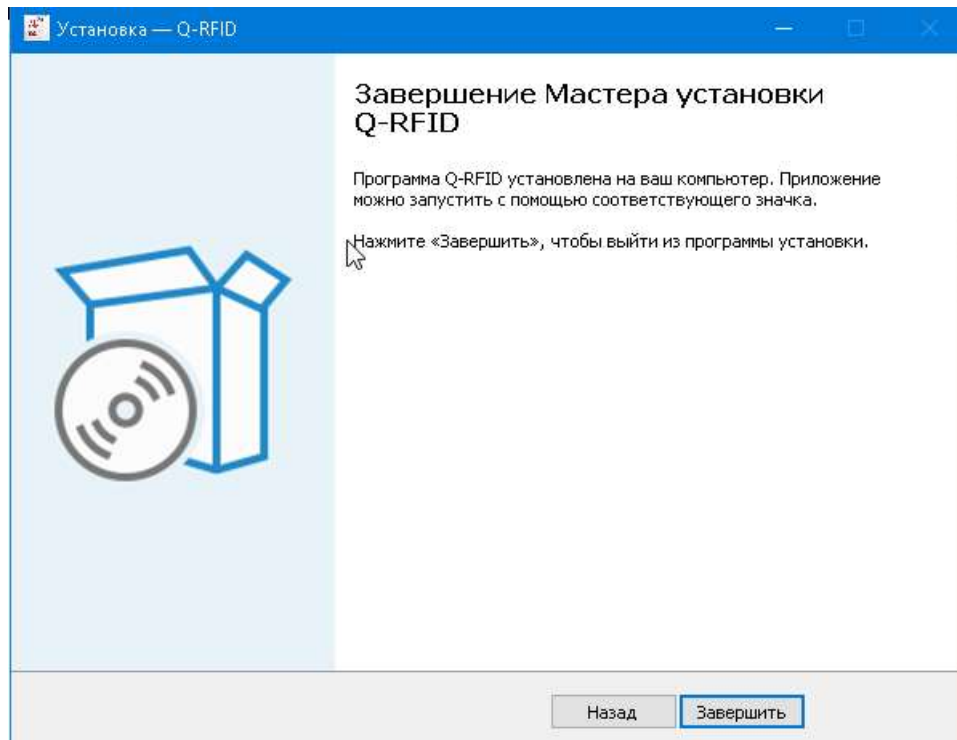 Установка — Q-RFID
Завершение Мастера установки
Q-RFID
Программа Q-RFID установлена на ваш компьютер. Приложение
можно запустить с помощью соответствующего значка.
Нажмите «Завершить», чтобы выйти из программы установки.
Назад
Завершить